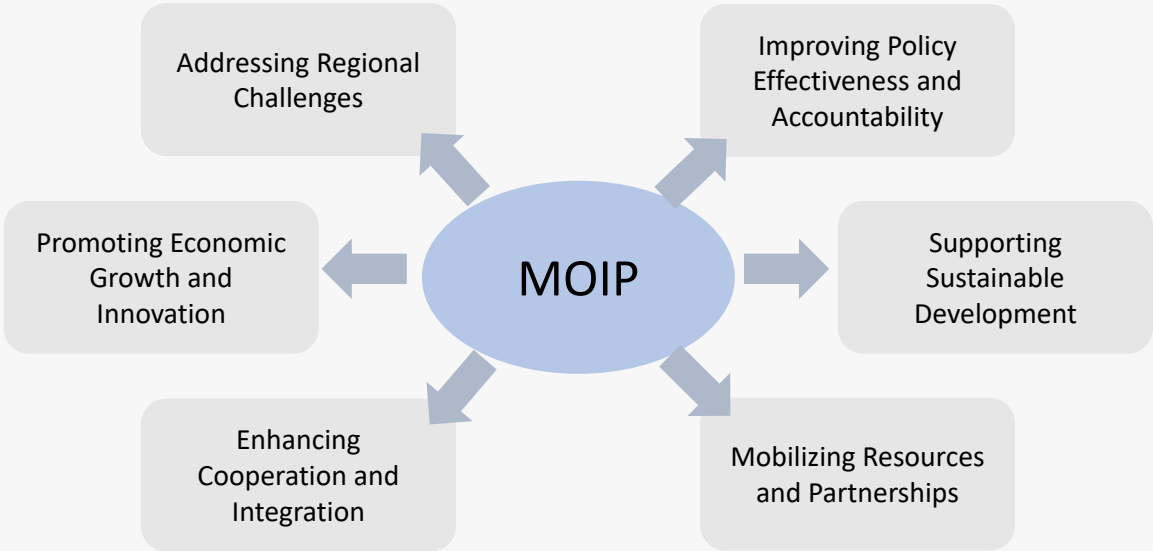 Addressing Regional
Challenges
Improving Policy
Effectiveness and
Accountability
Promoting Economic
Growth and
Innovation
MOIP
Supporting
Sustainable
Development
Enhancing
Cooperation and
Integration
Mobilizing Resources
and Partnerships